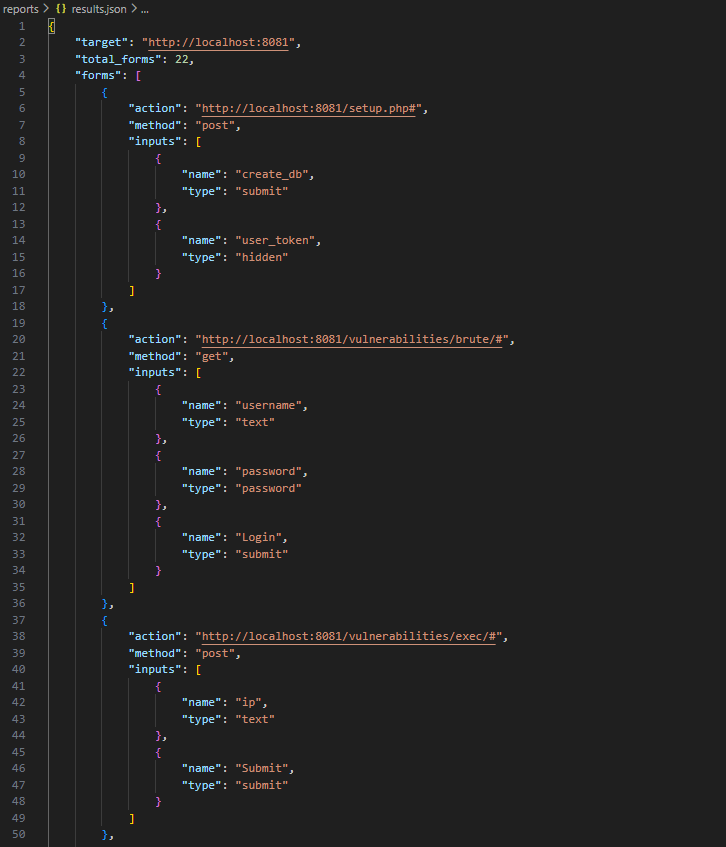 reports > {} results.json > ...
1 {
2 "target": "http://localhost:8081",
3 "total_forms": 22,
4 "forms": [
5 {
6 "action": "http://localhost:8081/setup.php#",
7 "method": "post",
8 "inputs": [
9 {
10 "name": "create_db",
11 "type": "submit"
12 },
13 {
14 "name": "user_token",
15 "type": "hidden"
16 }
17 ]
18 },
19 {
20 "action": "http://localhost:8081/vulnerabilities/brute/#",
21 "method": "get",
22 "inputs": [
23 {
24 "name": "username",
25 "type": "text"
26 },
27 {
28 "name": "password",
29 "type": "password"
30 },
31 {
32 "name": "Login",
33 "type": "submit"
34 }
35 ]
36 },
37 {
38 "action": "http://localhost:8081/vulnerabilities/exec/#",
39 "method": "post",
40 "inputs": [
41 {
42 "name": "ip",
43 "type": "text"
44 },
45 {
46 "name": "Submit",
47 "type": "submit"
48 }
49 ]
50 },